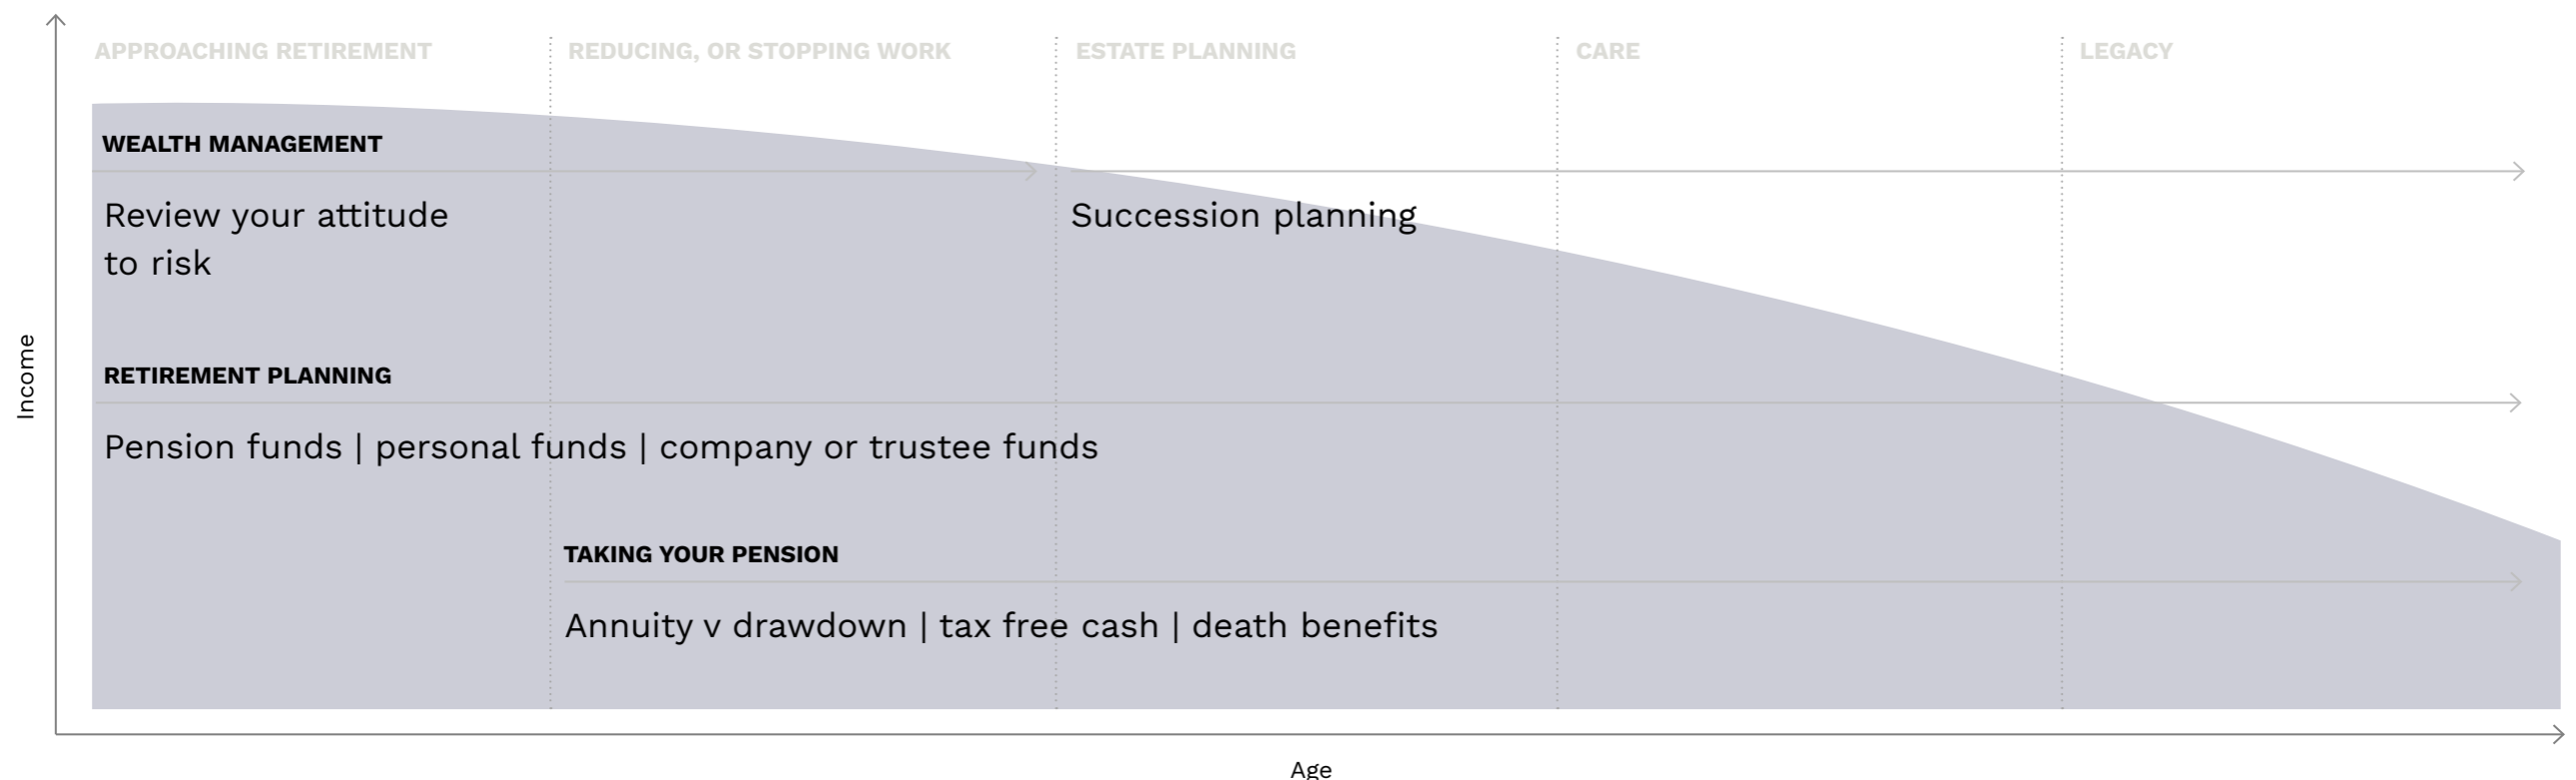 APPROACHING RETIREMENT
REDUCING, OR STOPPING WORK
ESTATE PLANNING
CARE
LEGACY
WEALTH MANAGEMENT
Review your attitude
to risk
Succession planning
Income
RETIREMENT PLANNING
Pension funds | personal funds | company or trustee funds
TAKING YOUR PENSION
Annuity v drawdown | tax free cash | death benefits
Age